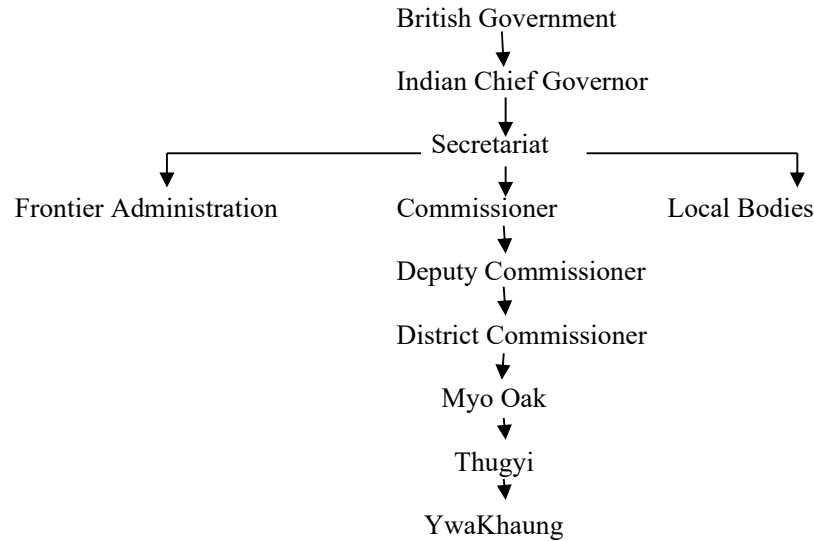 British Government
Indian Chief Governor
Secretariat
Frontier Administration
Commissioner
Local Bodies
Deputy Commissioner
District Commissioner
Myo Oak
Thugyi
YwaKhaung